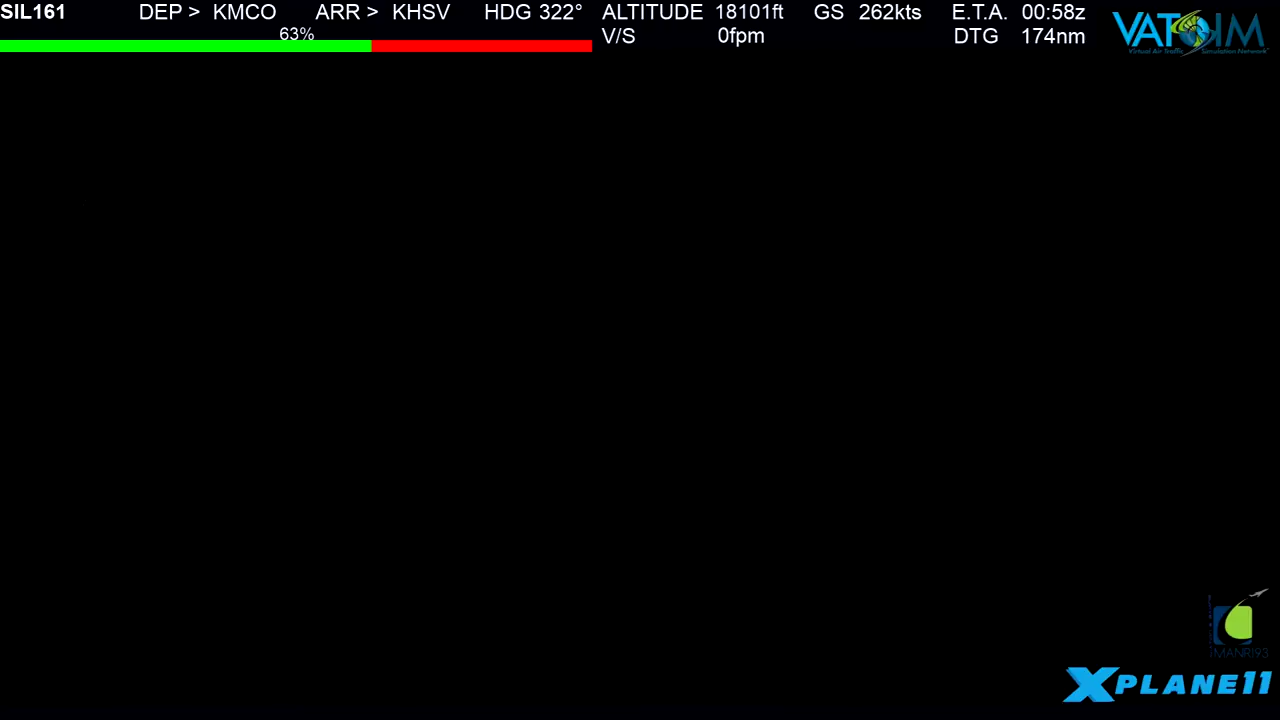 SIL161 DEP > KMCO ARR > KHSV HDG 322° ALTITUDE 18101ft GS 262kts E.T.A. 00:58z
63% V/S 0fpm DTG 174nm
VATSIM
Virtual Air Traffic Simulation Network
MANRI93
XPLANE11